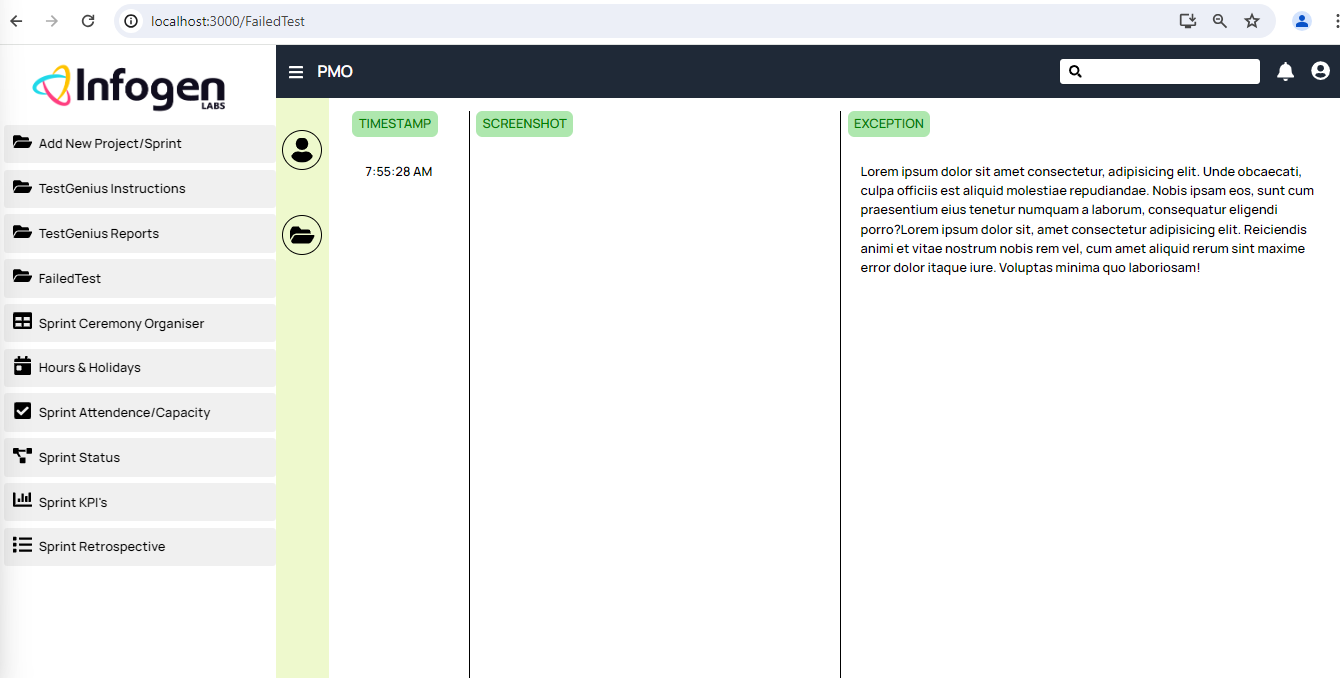 localhost:3000/FailedTest
Infogen
LABS
PMO
Add New Project/Sprint
TestGenius Instructions
TestGenius Reports
FailedTest
Sprint Ceremony Organiser
Hours & Holidays
Sprint Attendence/Capacity
Sprint Status
Sprint KPI's
Sprint Retrospective
TIMESTAMP
7:55:28 AM
SCREENSHOT
EXCEPTION
Lorem ipsum dolor sit amet consectetur, adipisicing elit. Unde obcaecati,
culpa officiis est aliquid molestiae repudiandae. Nobis ipsam eos, sunt cum
praesentium eius tenetur numquam a laborum, consequatur eligendi
porro?Lorem ipsum dolor sit, amet consectetur adipisicing elit. Reiciendis
animi et vitae nostrum nobis rem vel, cum amet aliquid rerum sint maxime
error dolor itaque iure. Voluptas minima quo laboriosam!